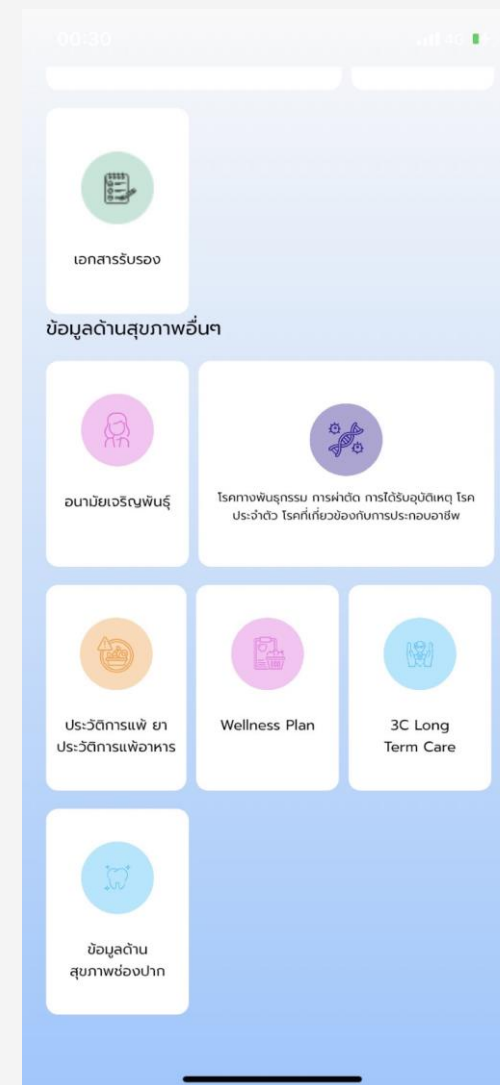 00:30
4G
เอกสารรับรอง
ข้อมูลด้านสุขภาพอื่นๆ
อนามัยเจริญพันธุ์
โรคทางพันธุกรรม การผ่าตัด การได้รับอุบัติเหตุ โรค
ประจำตัว โรคที่เกี่ยวข้องกับการประกอบอาชีพ
ประวัติการแพ้ ยา
ประวัติการแพ้อาหาร
Wellness Plan
3C Long
Term Care
ข้อมูลด้าน
สุขภาพช่องปาก